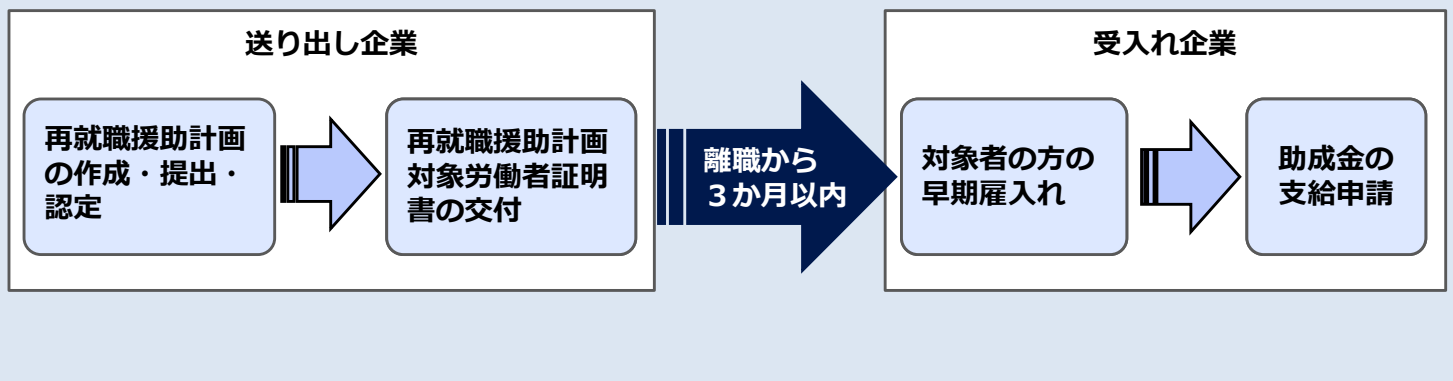 送り出し企業
再就職援助計画
の作成・提出・
認定
再就職援助計画
対象労働者証明
書の交付
離職から
３か月以内
受入れ企業
対象者の方の
早期雇入れ
助成金の
支給申請